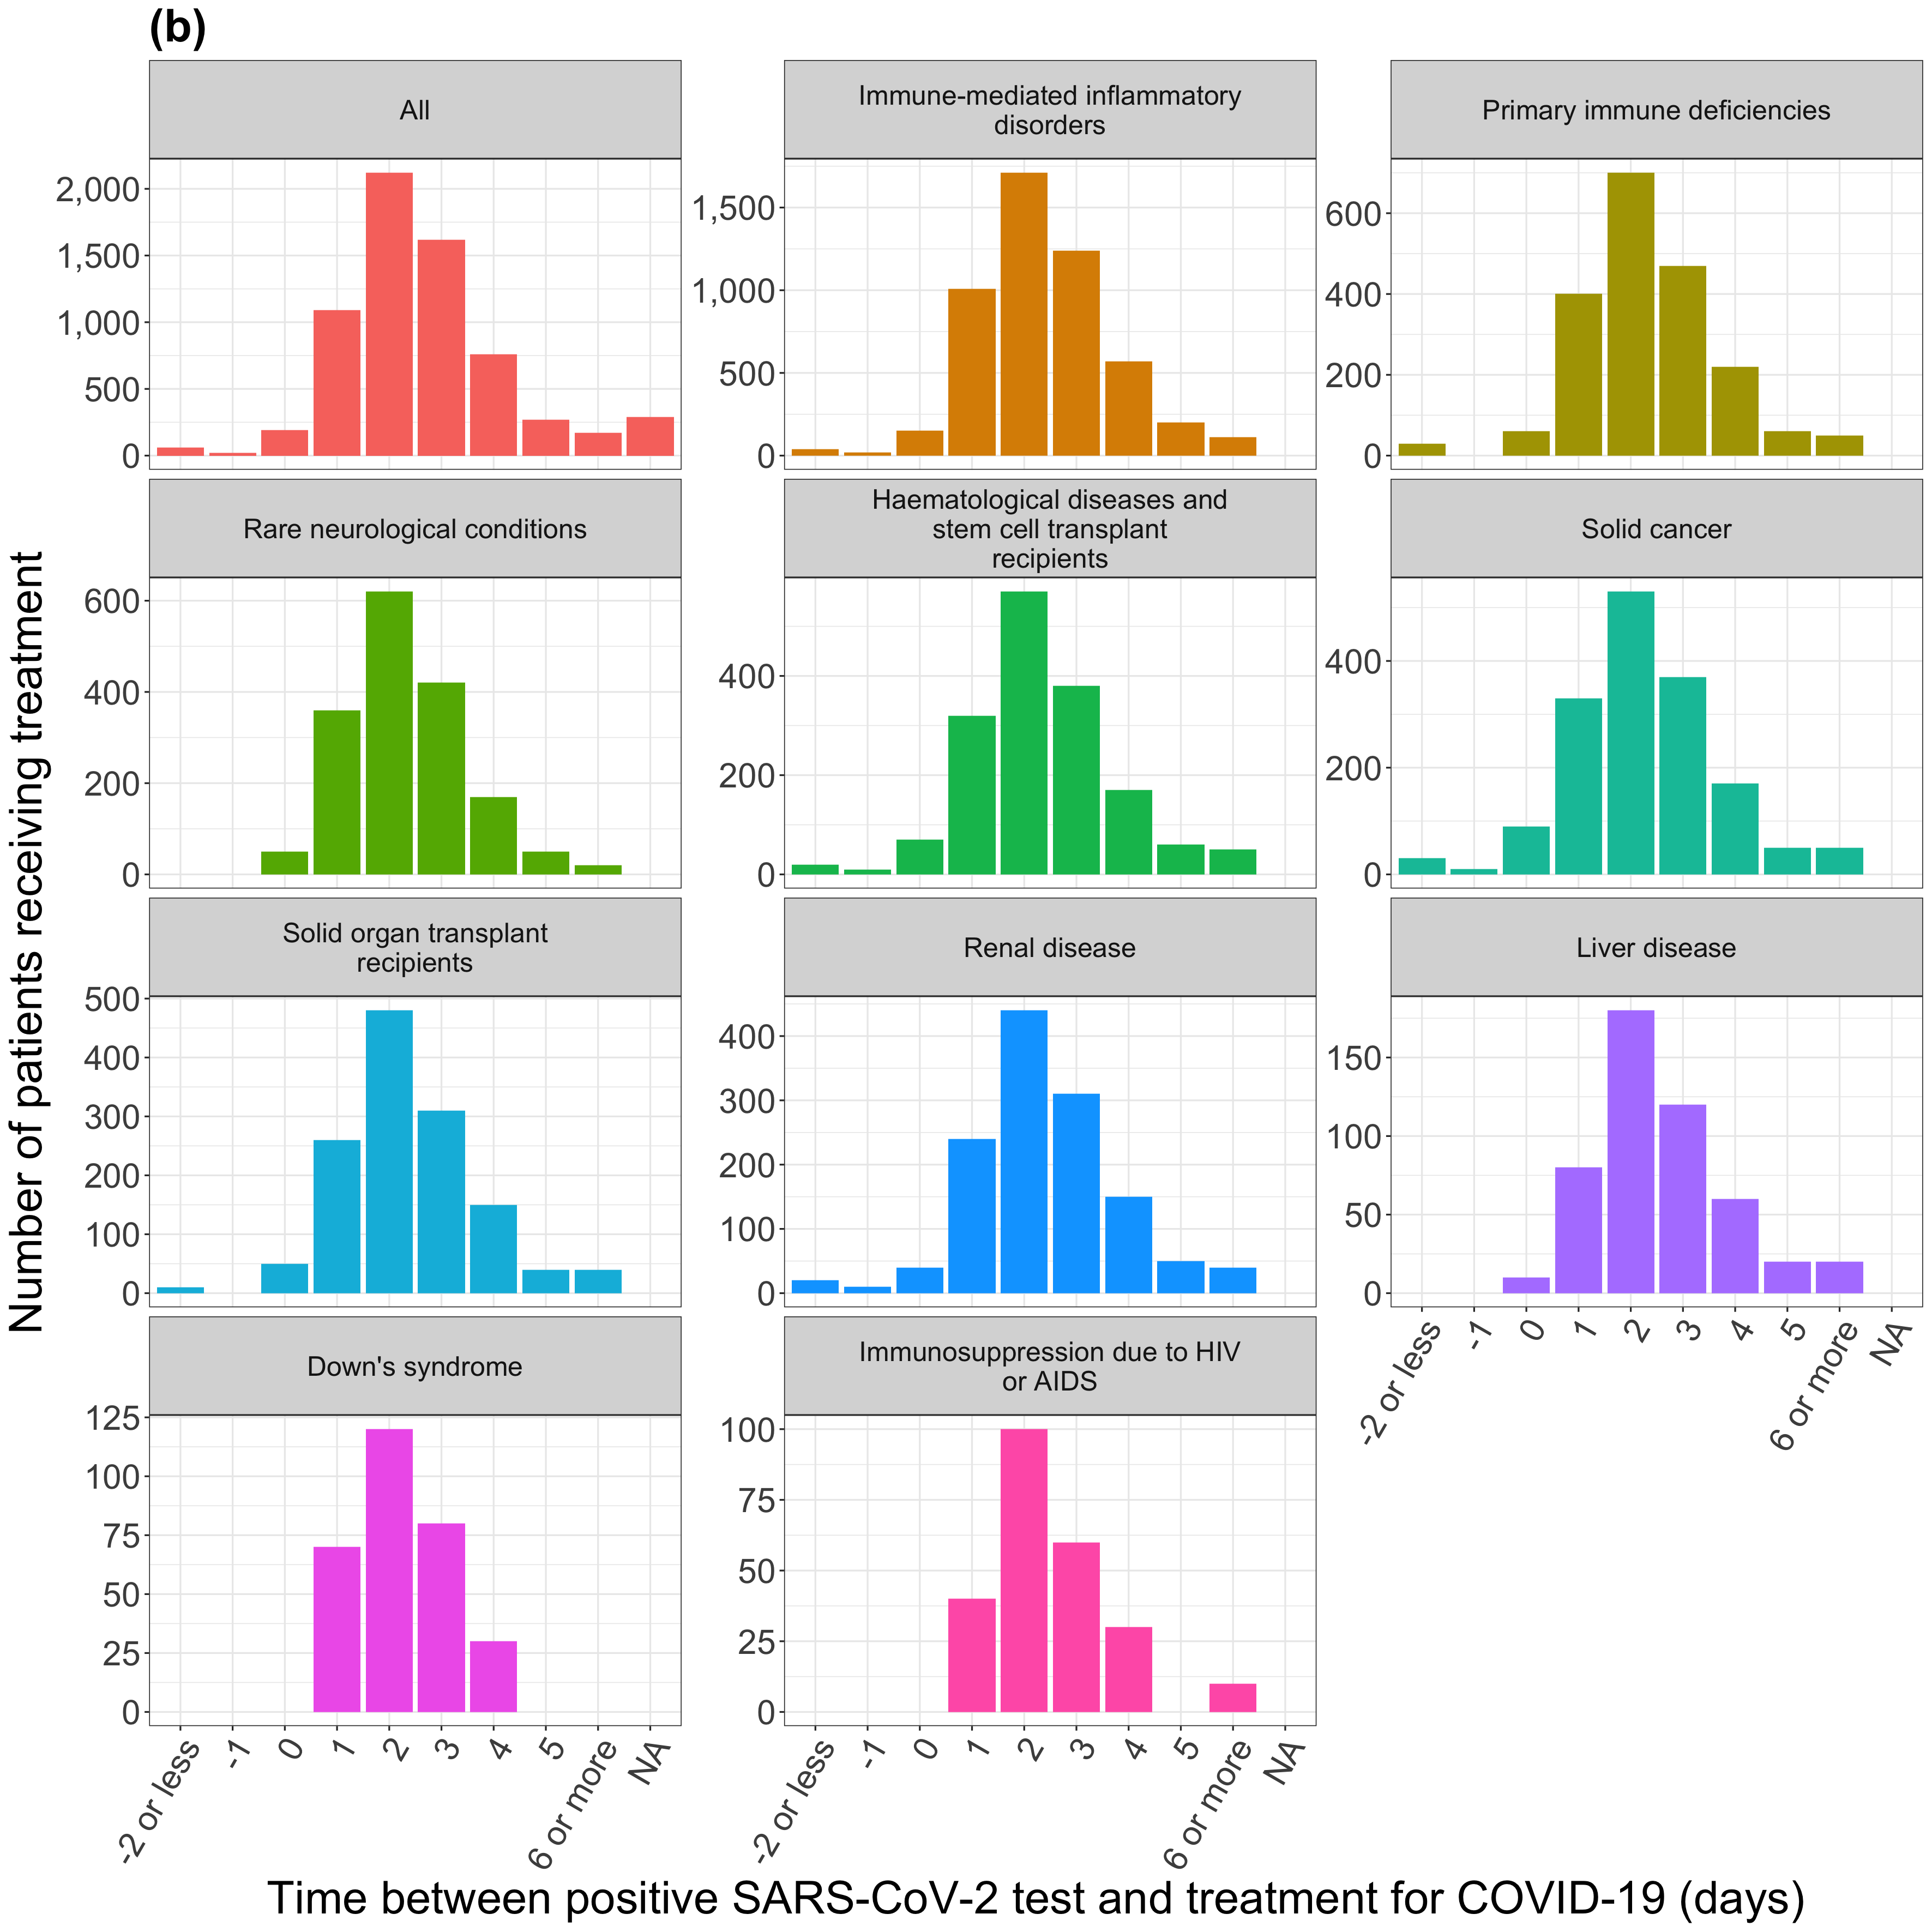 (b)
All
Immune-mediated inflammatory
disorders
Primary immune deficiencies
2,000
1,500
1,000
500
0
1,500
1,000
500
0
600
400
200
0
Rare neurological conditions
Haematological diseases and
stem cell transplant
recipients
Solid cancer
600
400
200
0
400
200
0
400
200
0
Solid organ transplant
recipients
Renal disease
Liver disease
500
400
300
200
100
0
400
300
200
100
0
150
100
50
0
-2 or less
-1
0
1
2
3
4
5
6 or more
NA
Down's syndrome
Immunosuppression due to HIV
or AIDS
125
100
75
50
25
0
100
75
50
25
0
-2 or less
-1
0
1
2
3
4
5
6 or more
NA
-2 or less
-1
0
1
2
3
4
5
6 or more
NA
Number of patients receiving treatment
Time between positive SARS-CoV-2 test and treatment for COVID-19 (days)